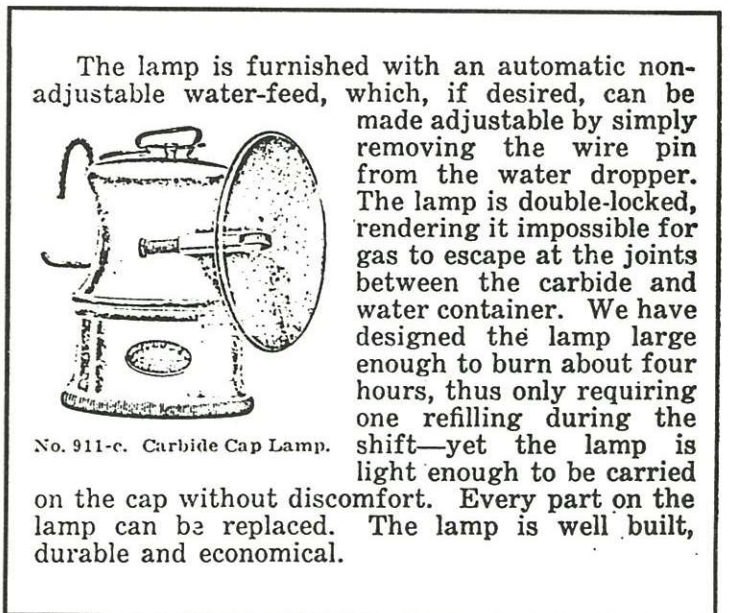 The lamp is furnished with an automatic non-
adjustable water-feed, which, if desired, can be
made adjustable by simply
removing the wire pin
from the water dropper.
The lamp is double-locked,
rendering it impossible for
gas to escape at the joints
between the carbide and
water container. We have
designed the lamp large
enough to burn about four
hours, thus only requiring
one refilling during the
shift—yet the lamp is
light enough to be carried
No. 911-c. Carbide Cap Lamp.
on the cap without discomfort. Every part on the
lamp can be replaced. The lamp is well built,
durable and economical.